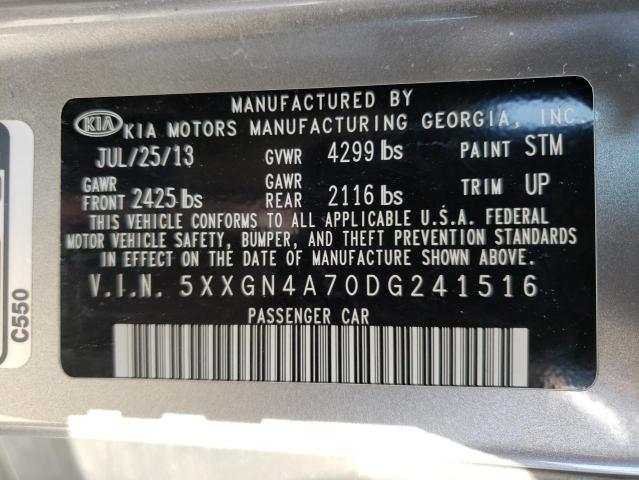 MANUFACTURED BY
KIA KIA MOTORS MANUFACTURING GEORGIA, INC.
JUL/25/13 GVWR 4299 lbs PAINT STM
GAWR FRONT 2425 lbs GAWR REAR 2116 lbs TRIM UP
THIS VEHICLE CONFORMS TO ALL APPLICABLE U.S.A. FEDERAL
MOTOR VEHICLE SAFETY, BUMPER, AND THEFT PREVENTION STANDARDS
IN EFFECT ON THE DATE OF MANUFACTURE SHOWN ABOVE.
V.I.N. 5XXGN4A70DG241516
PASSENGER CAR
C550